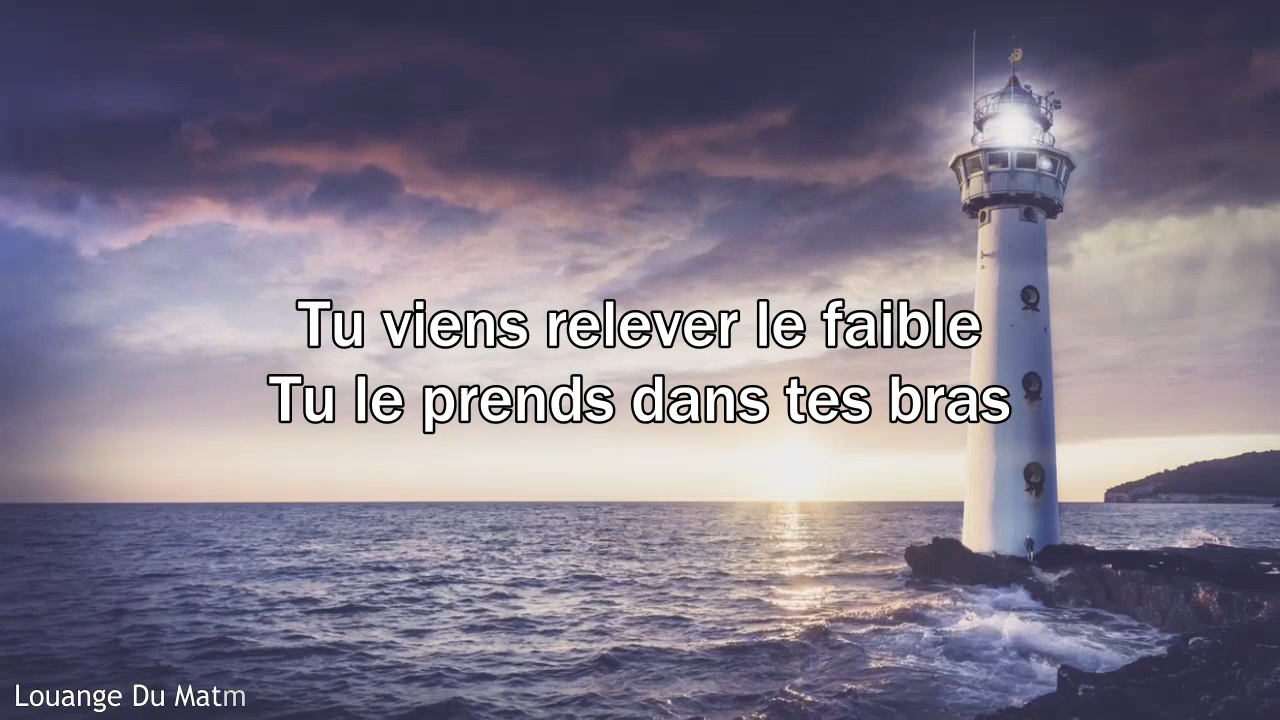 Tu viens relever le faible
Tu le prends dans tes bras
Louange Du Matm